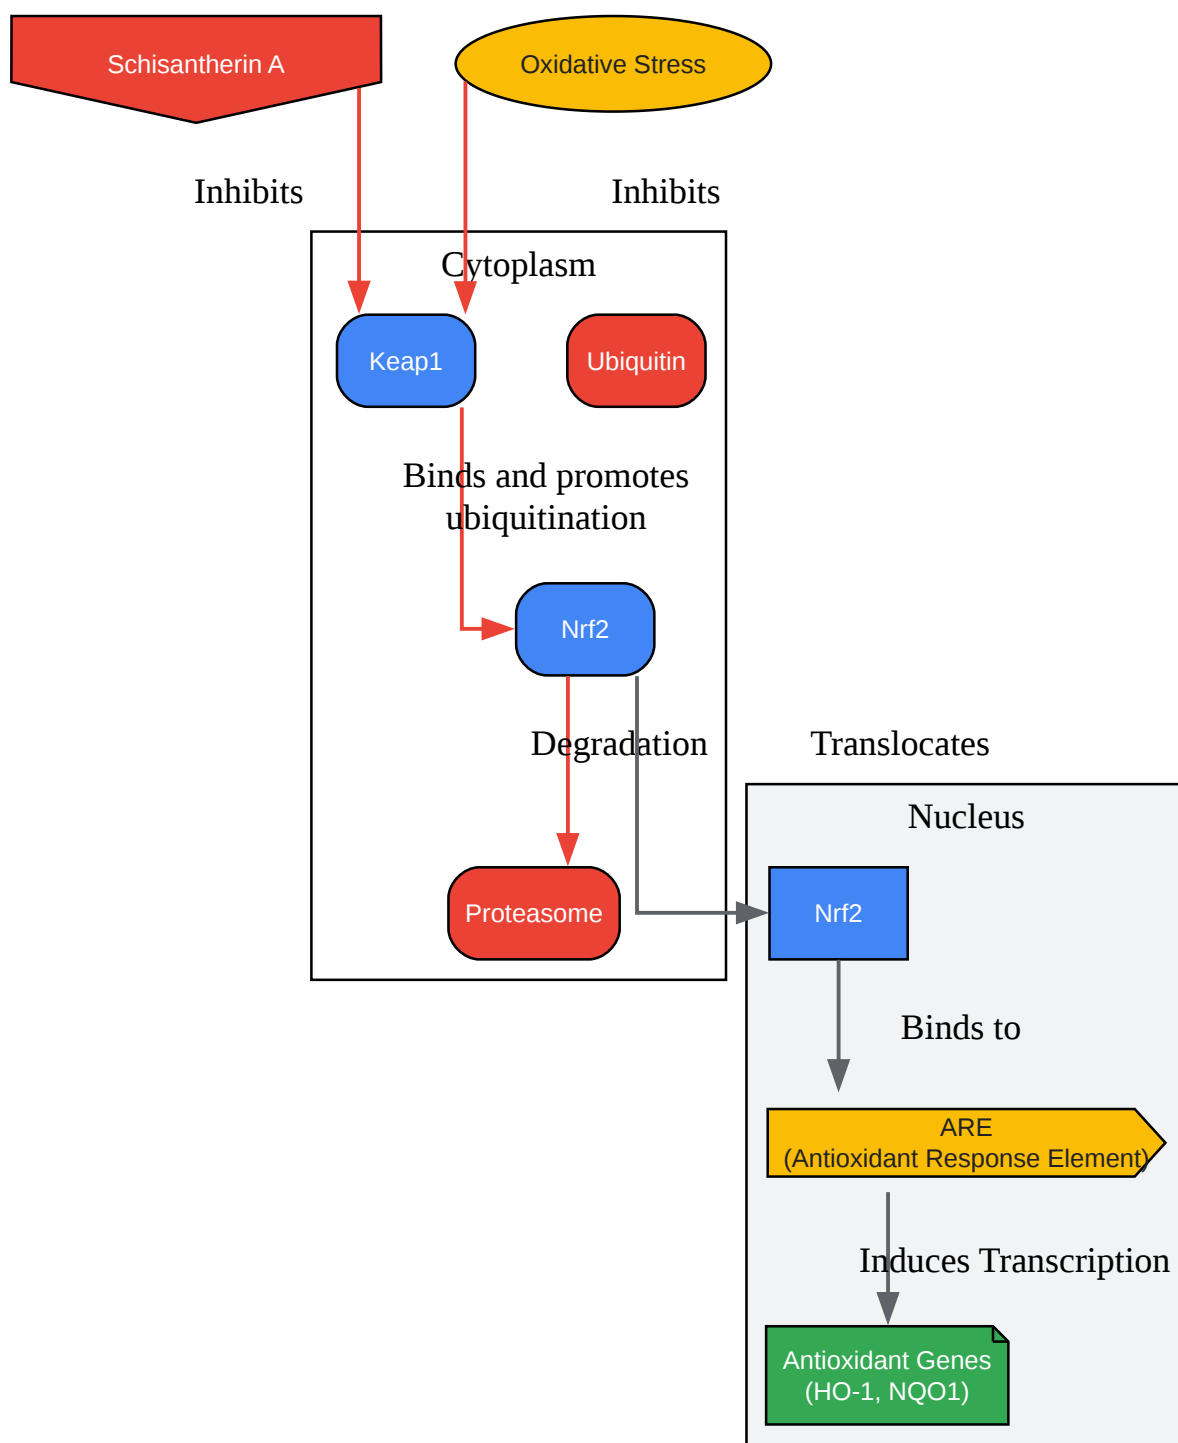 Schisantherin A
Oxidative Stress
Inhibits
Inhibits
Cytoplasm
Keap1
Ubiquitin
Binds and promotes
ubiquitination
Nrf2
Degradation
Translocates
Nucleus
Proteasome
Nrf2
Binds to
ARE
(Antioxidant Response Element)
Induces Transcription
Antioxidant Genes
(HO-1, NQO1)